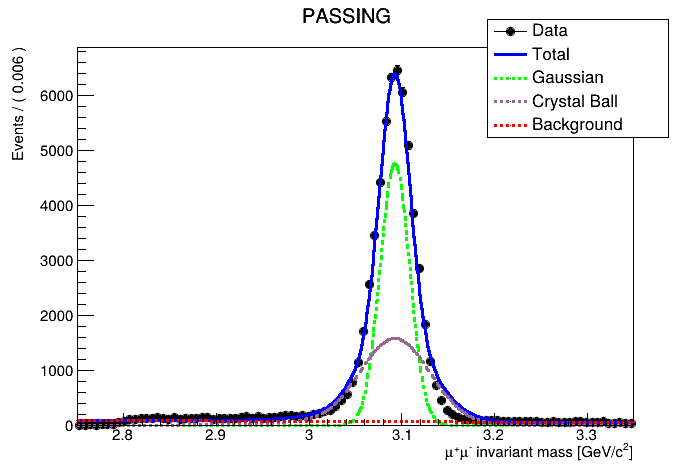 PASSING
Data
Total
Gaussian
Crystal Ball
Background
Events / ( 0.006 )
6000
5000
4000
3000
2000
1000
0
2.8 2.9 3 3.1 3.2 3.3
μ⁺μ⁻ invariant mass [GeV/c²]